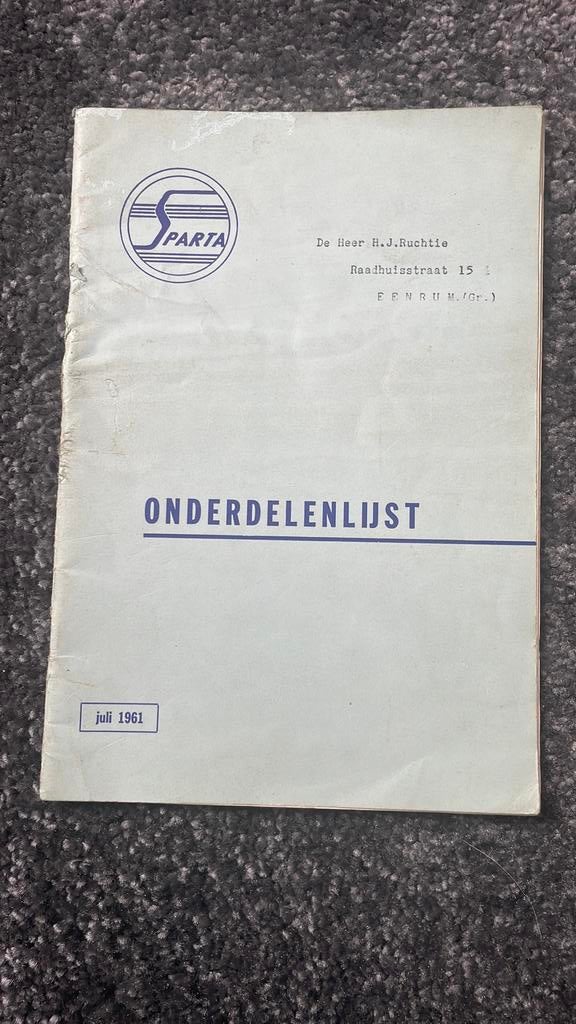 SPARTA
De Heer H.J.Ruchtie
Raadhuisstraat 15
E E N R U M.(Gr.)
ONDERDELENLIJST
juli 1961